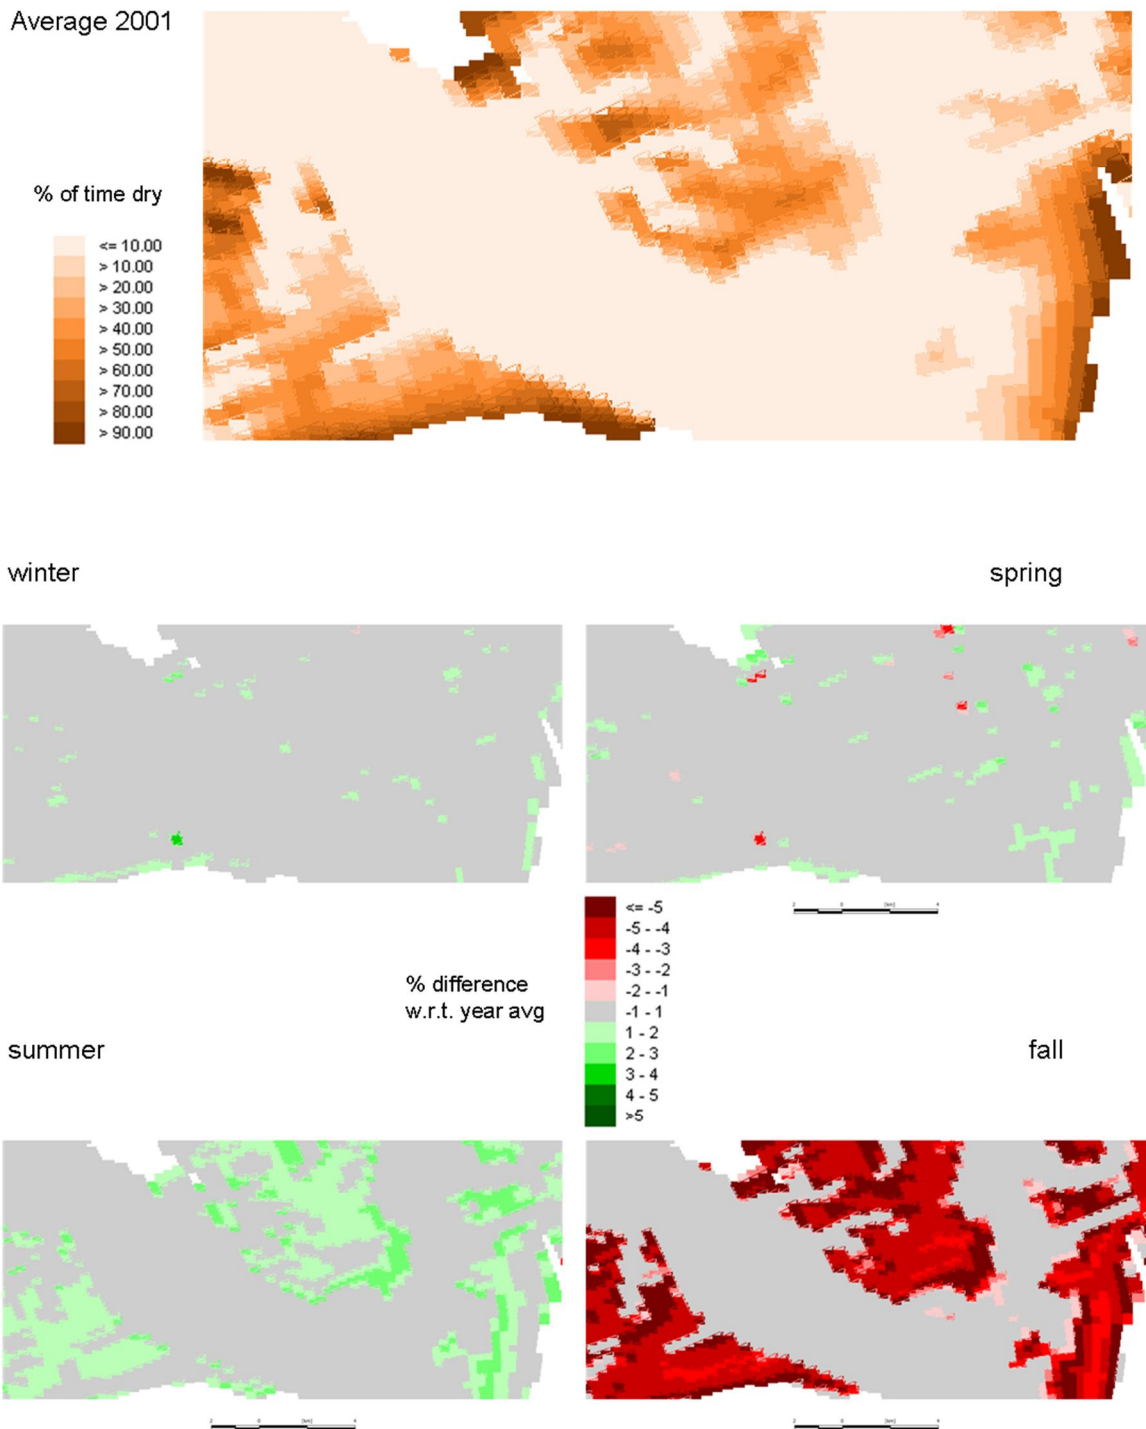 Average 2001
% of time dry
<= 10.00
> 10.00
> 20.00
> 30.00
> 40.00
> 50.00
> 60.00
> 70.00
> 80.00
> 90.00
winter
spring
<= -5
-5 - -4
-4 - -3
-3 - -2
-2 - -1
-1 - 1
1 - 2
2 - 3
3 - 4
4 - 5
>5
% difference
w.r.t. year avg
summer
fall